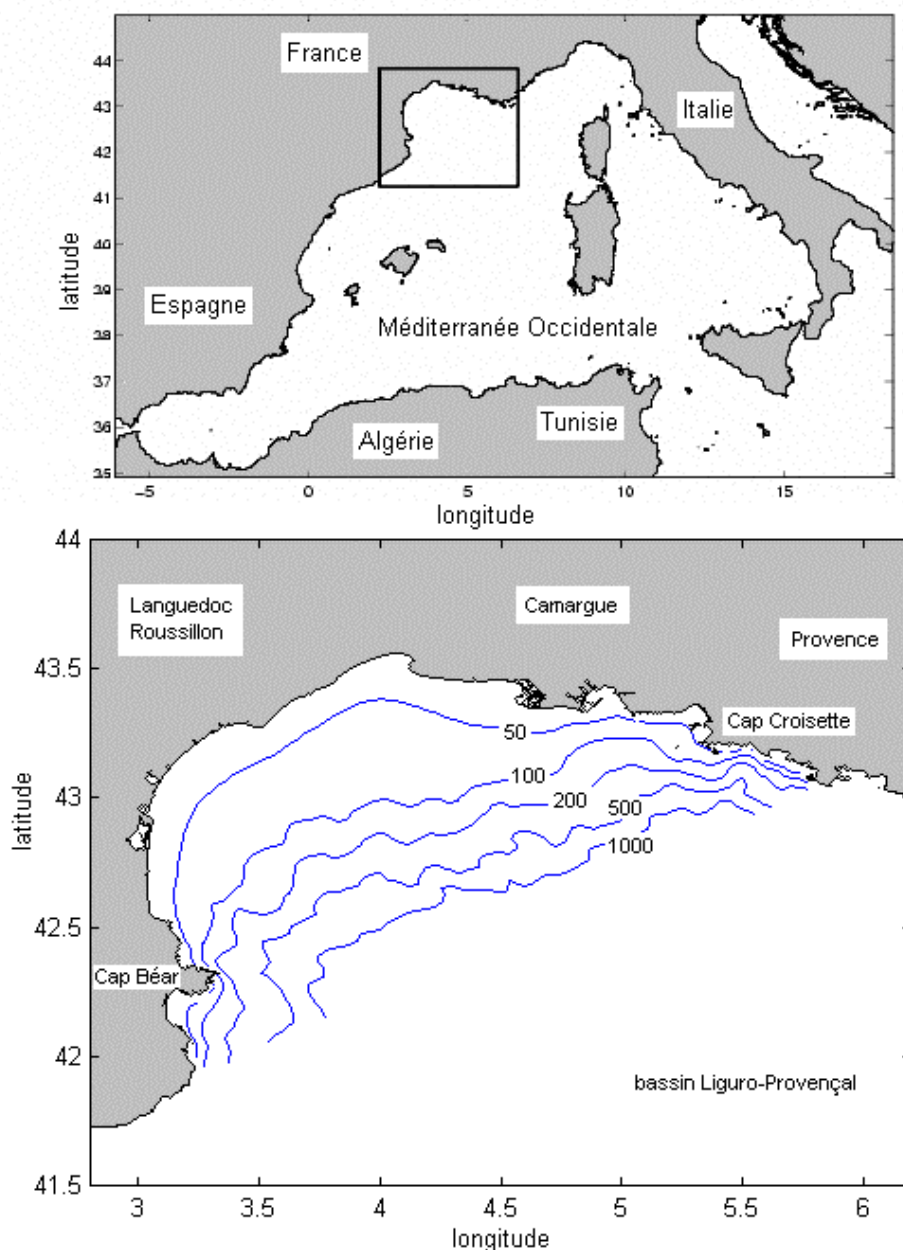 44
43
42
41
40
39
38
37
36
35
latitude
France
Italie
Espagne
Méditerranée Occidentale
Algérie
Tunisie
−5
0
5
10
15
longitude
44
43.5
43
42.5
42
41.5
latitude
Languedoc
Roussillon
Camargue
Provence
Cap Croisette
50
100
200
500
1000
Cap Béar
bassin Liguro-Provençal
3
3.5
4
4.5
5
5.5
6
longitude